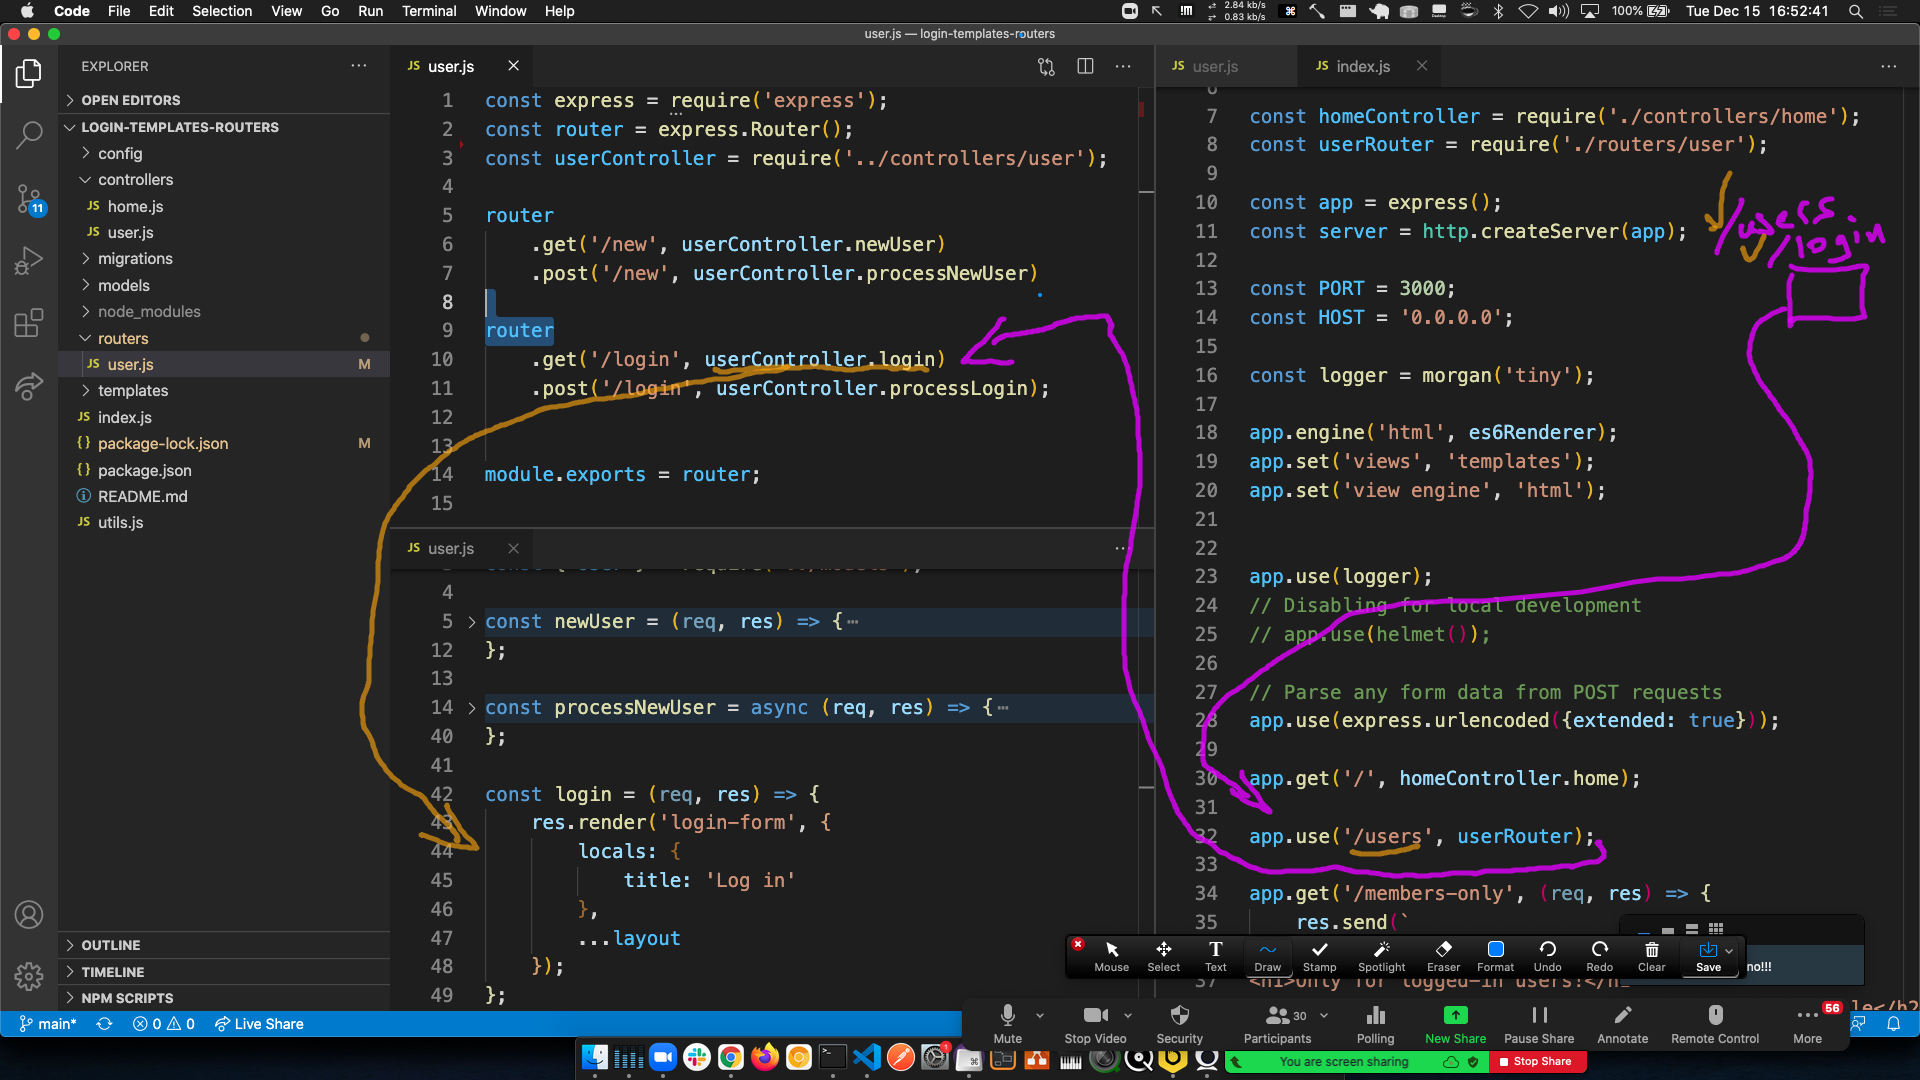 Code File Edit Selection View Go Run Terminal Window Help
2.84 kb/s
0.83 kb/s
100% Tue Dec 15 16:52:41
user.js — login-templates-routers
EXPLORER
OPEN EDITORS
LOGIN-TEMPLATES-ROUTERS
config
controllers
JS home.js
JS user.js
migrations
models
node_modules
routers
JS user.js M
templates
JS index.js
{} package-lock.json M
{} package.json
README.md
JS utils.js
OUTLINE
TIMELINE
NPM SCRIPTS
11
main* 0 0 Live Share
JS user.js
1 const express = require('express');
2 const router = express.Router();
3 const userController = require('../controllers/user');
4
5 router
6 .get('/new', userController.newUser)
7 .post('/new', userController.processNewUser)
8
9 router
10 .get('/login', userController.login)
11 .post('/login', userController.processLogin);
12
13
14 module.exports = router;
15
JS user.js
4
5 const newUser = (req, res) => {⋯
12 };
13
14 const processNewUser = async (req, res) => {⋯
40 };
41
42 const login = (req, res) => {
43 res.render('login-form', {
44 locals: {
45 title: 'Log in'
46 },
47 ...layout
48 });
49 };
JS user.js JS index.js
7 const homeController = require('./controllers/home');
8 const userRouter = require('./routers/user');
9
10 const app = express();
11 const server = http.createServer(app);
12
13 const PORT = 3000;
14 const HOST = '0.0.0.0';
15
16 const logger = morgan('tiny');
17
18 app.engine('html', es6Renderer);
19 app.set('views', 'templates');
20 app.set('view engine', 'html');
21
22
23 app.use(logger);
24 // Disabling for local development
25 // app.use(helmet());
26
27 // Parse any form data from POST requests
28 app.use(express.urlencoded({extended: true}));
29
30 app.get('/', homeController.home);
31
32 app.use('/users', userRouter);
33
34 app.get('/members-only', (req, res) => {
35 res.send(`
37 <h1>Only for logged-in users!</h1
/users
/login
no!!!
le</h2
Mouse Select Text Draw Stamp Spotlight Eraser Format Undo Redo Clear Save
Mute Stop Video Security Participants 30 Polling New Share Pause Share Annotate Remote Control More 56
1
You are screen sharing Stop Share